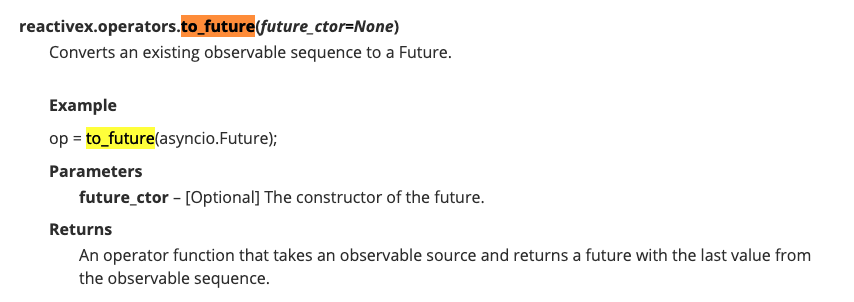 reactivex.operators.to_future(future_ctor=None)
Converts an existing observable sequence to a Future.
Example
op = to_future(asyncio.Future);
Parameters
future_ctor – [Optional] The constructor of the future.
Returns
An operator function that takes an observable source and returns a future with the last value from
the observable sequence.